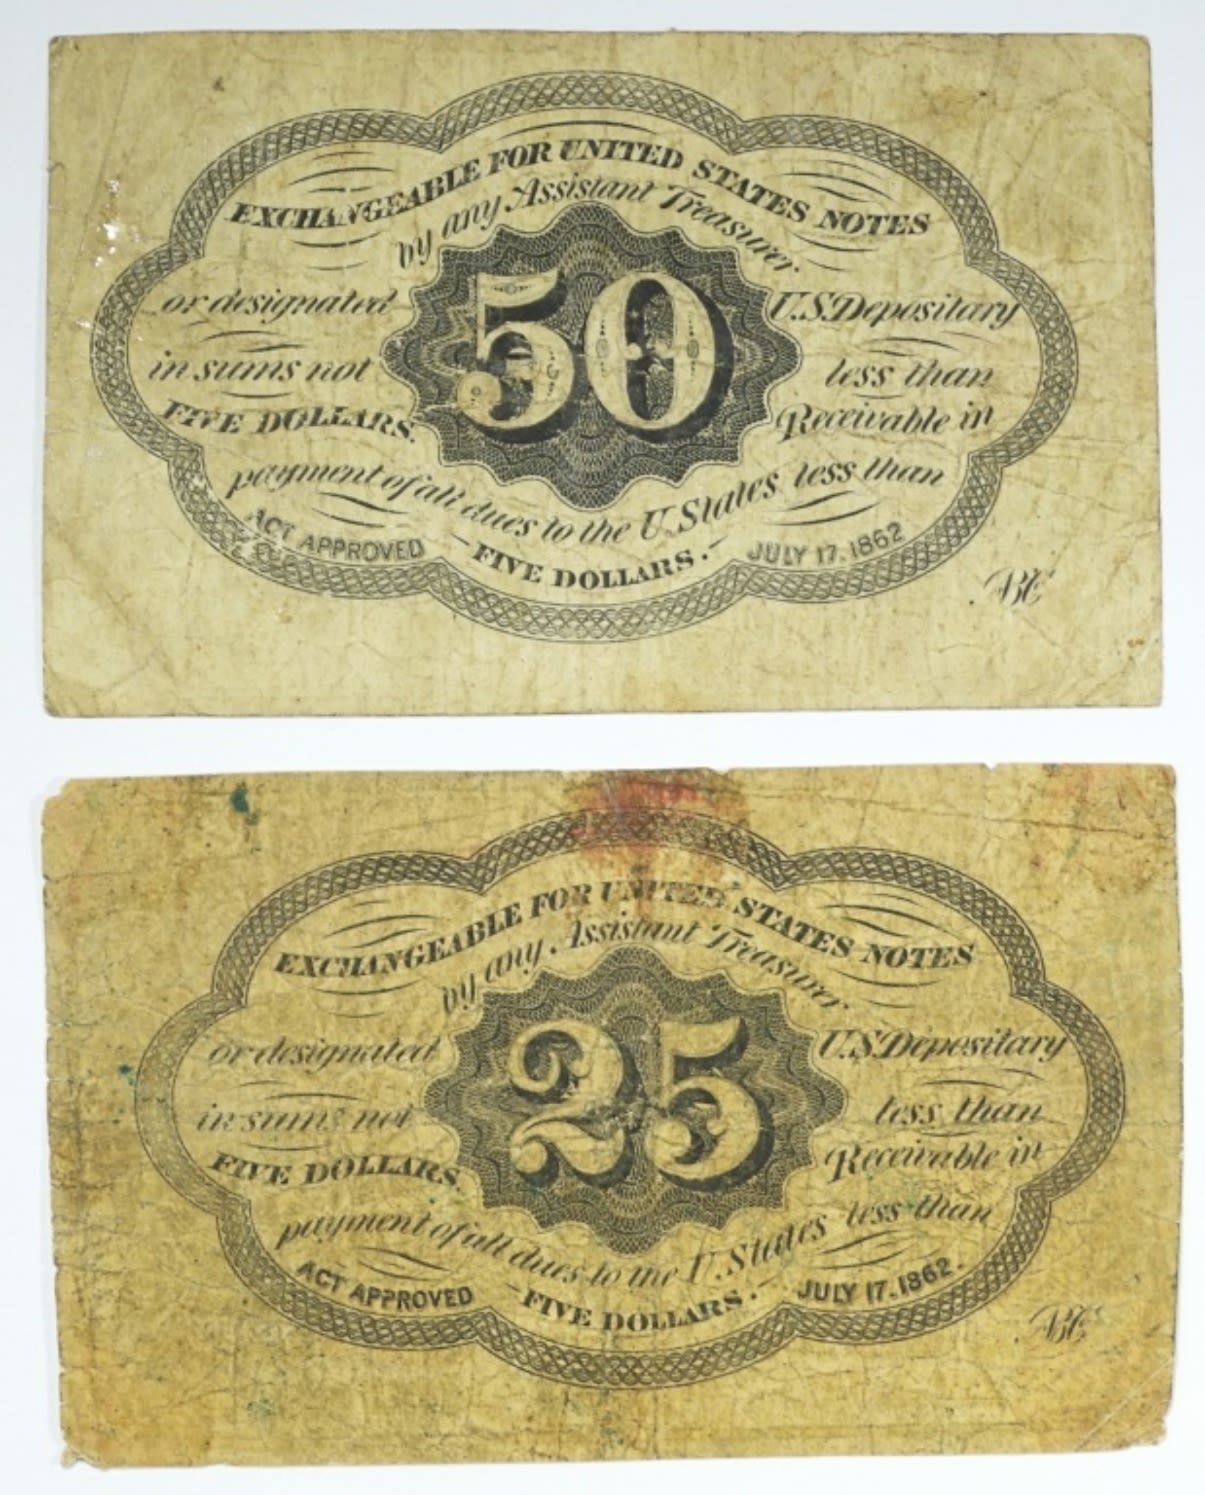 EXCHANGEABLE FOR UNITED STATES NOTES
by any Assistant Treasurer
or designated U.S. Depositary
in sums not less than
FIVE DOLLARS. Receivable in
payment of all dues to the U. States less than
FIVE DOLLARS.
50
ACT APPROVED JULY 17. 1862
EXCHANGEABLE FOR UNITED STATES NOTES
by any Assistant Treasurer
or designated U.S. Depositary
in sums not less than
FIVE DOLLARS. Receivable in
payment of all dues to the U. States less than
FIVE DOLLARS.
25
ACT APPROVED JULY 17. 1862.